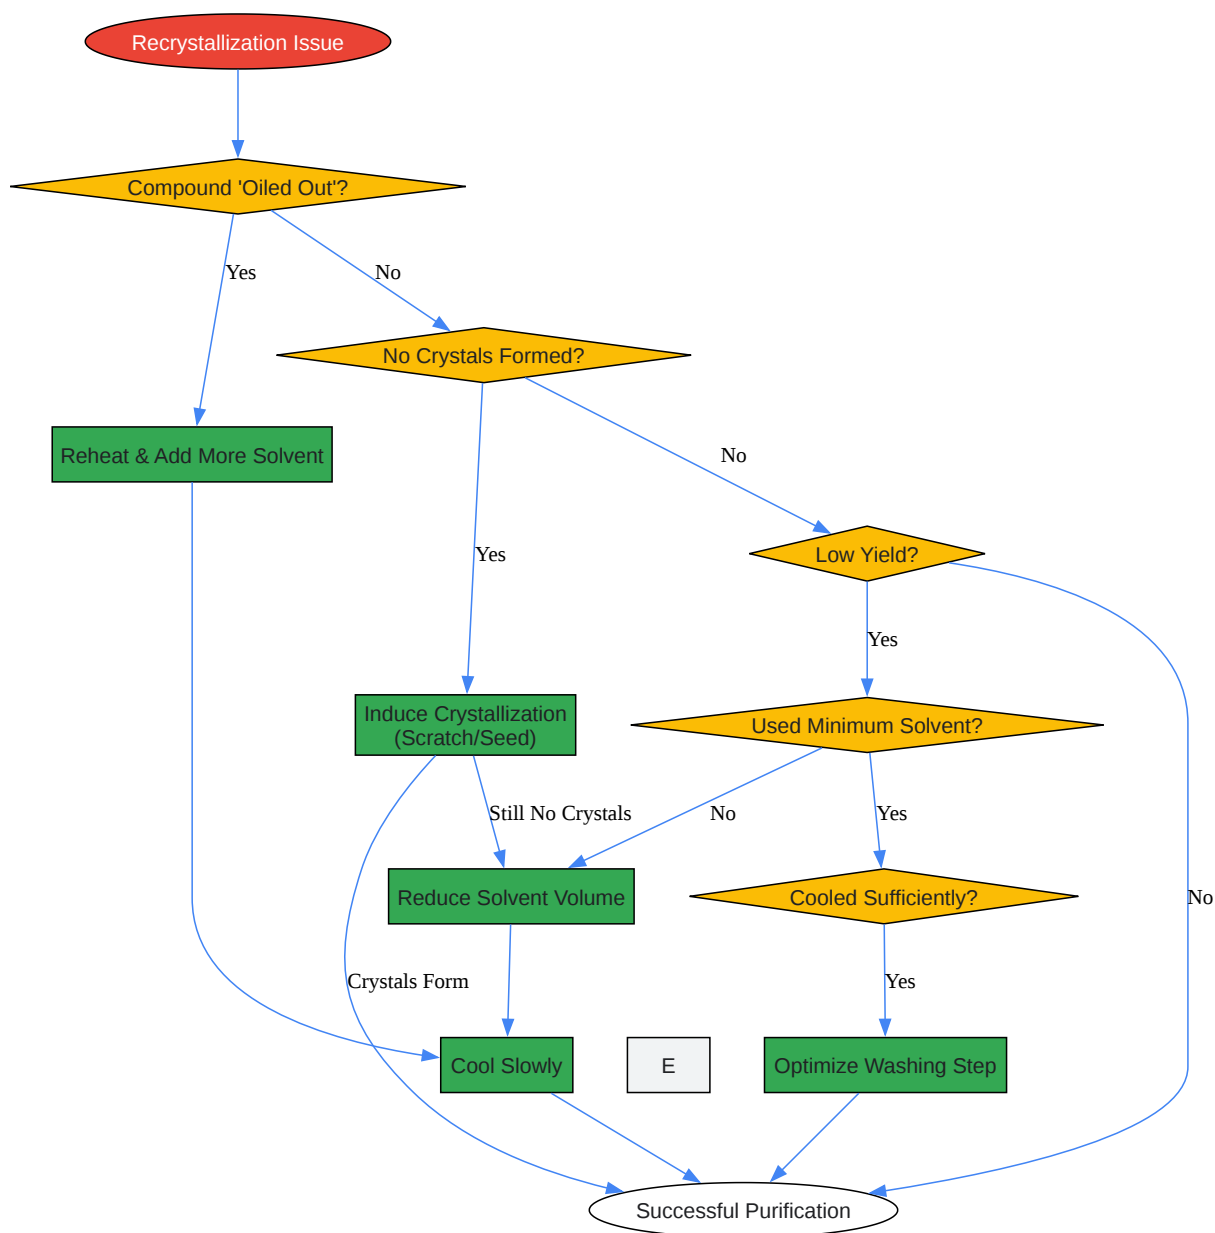 Recrystallization Issue
Compound 'Oiled Out'?
Yes
No
No Crystals Formed?
Reheat & Add More Solvent
No
Yes
Low Yield?
Yes
Induce Crystallization
(Scratch/Seed)
Used Minimum Solvent?
Still No Crystals
No
Yes
Reduce Solvent Volume
Cooled Sufficiently?
No
Crystals Form
Yes
Cool Slowly
E
Optimize Washing Step
Successful Purification